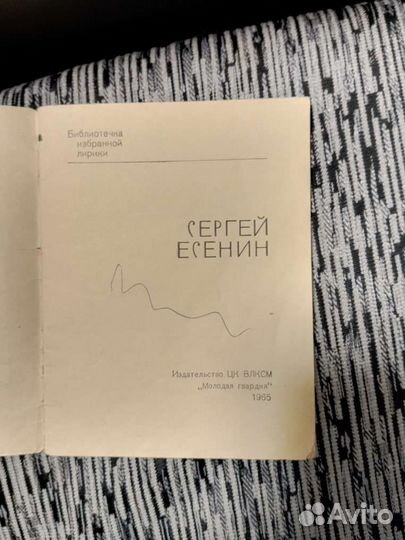 Библиотечка
избранной
лирики
СЕРГЕЙ
ЕСЕНИН
Издательство ЦК ВЛКСМ
„Молодая гвардия"
1965
Avito